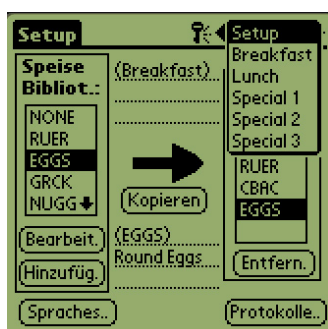 Setup
Setup
Breakfast
Lunch
Special 1
Special 2
Special 3
Speise
Bibliot.:
NONE
RUER
EGGS
GRCK
NUGG
Bearbeit.
Hinzufüg.
(Breakfast)
Kopieren
(EGGS)
Round Eggs
RUER
CBAC
EGGS
Entfern.
Spraches..
Protokolle..